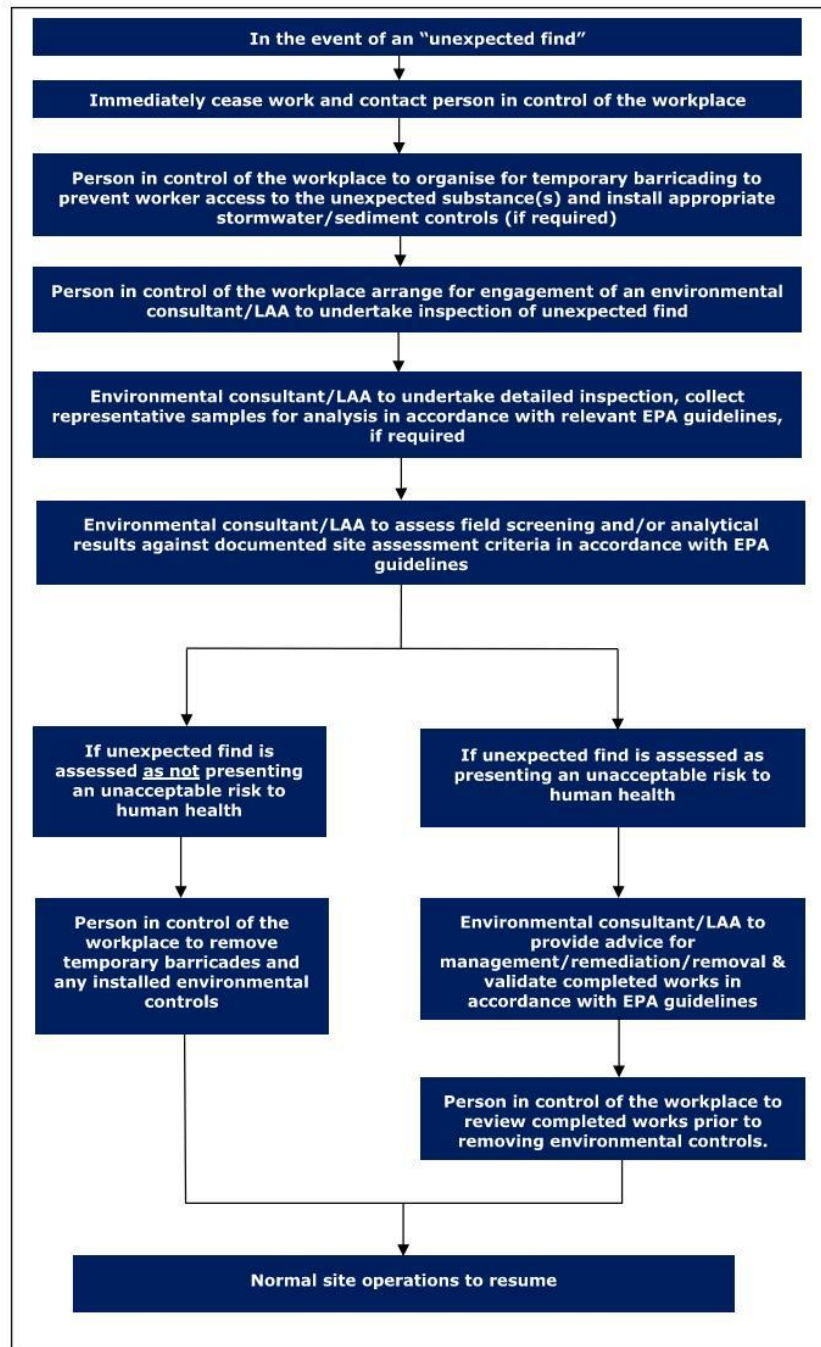 In the event of an “unexpected find”
Immediately cease work and contact person in control of the workplace
Person in control of the workplace to organise for temporary barricading to
prevent worker access to the unexpected substance(s) and install appropriate
stormwater/sediment controls (if required)
Person in control of the workplace arrange for engagement of an environmental
consultant/LAA to undertake inspection of unexpected find
Environmental consultant/LAA to undertake detailed inspection, collect
representative samples for analysis in accordance with relevant EPA guidelines,
if required
Environmental consultant/LAA to assess field screening and/or analytical
results against documented site assessment criteria in accordance with EPA
guidelines
If unexpected find is
assessed as not presenting
an unacceptable risk to
human health
Person in control of the
workplace to remove
temporary barricades and
any installed environmental
controls
If unexpected find is assessed as
presenting an unacceptable risk to
human health
Environmental consultant/LAA to
provide advice for
management/remediation/removal &
validate completed works in
accordance with EPA guidelines
Person in control of the workplace to
review completed works prior to
removing environmental controls.
Normal site operations to resume